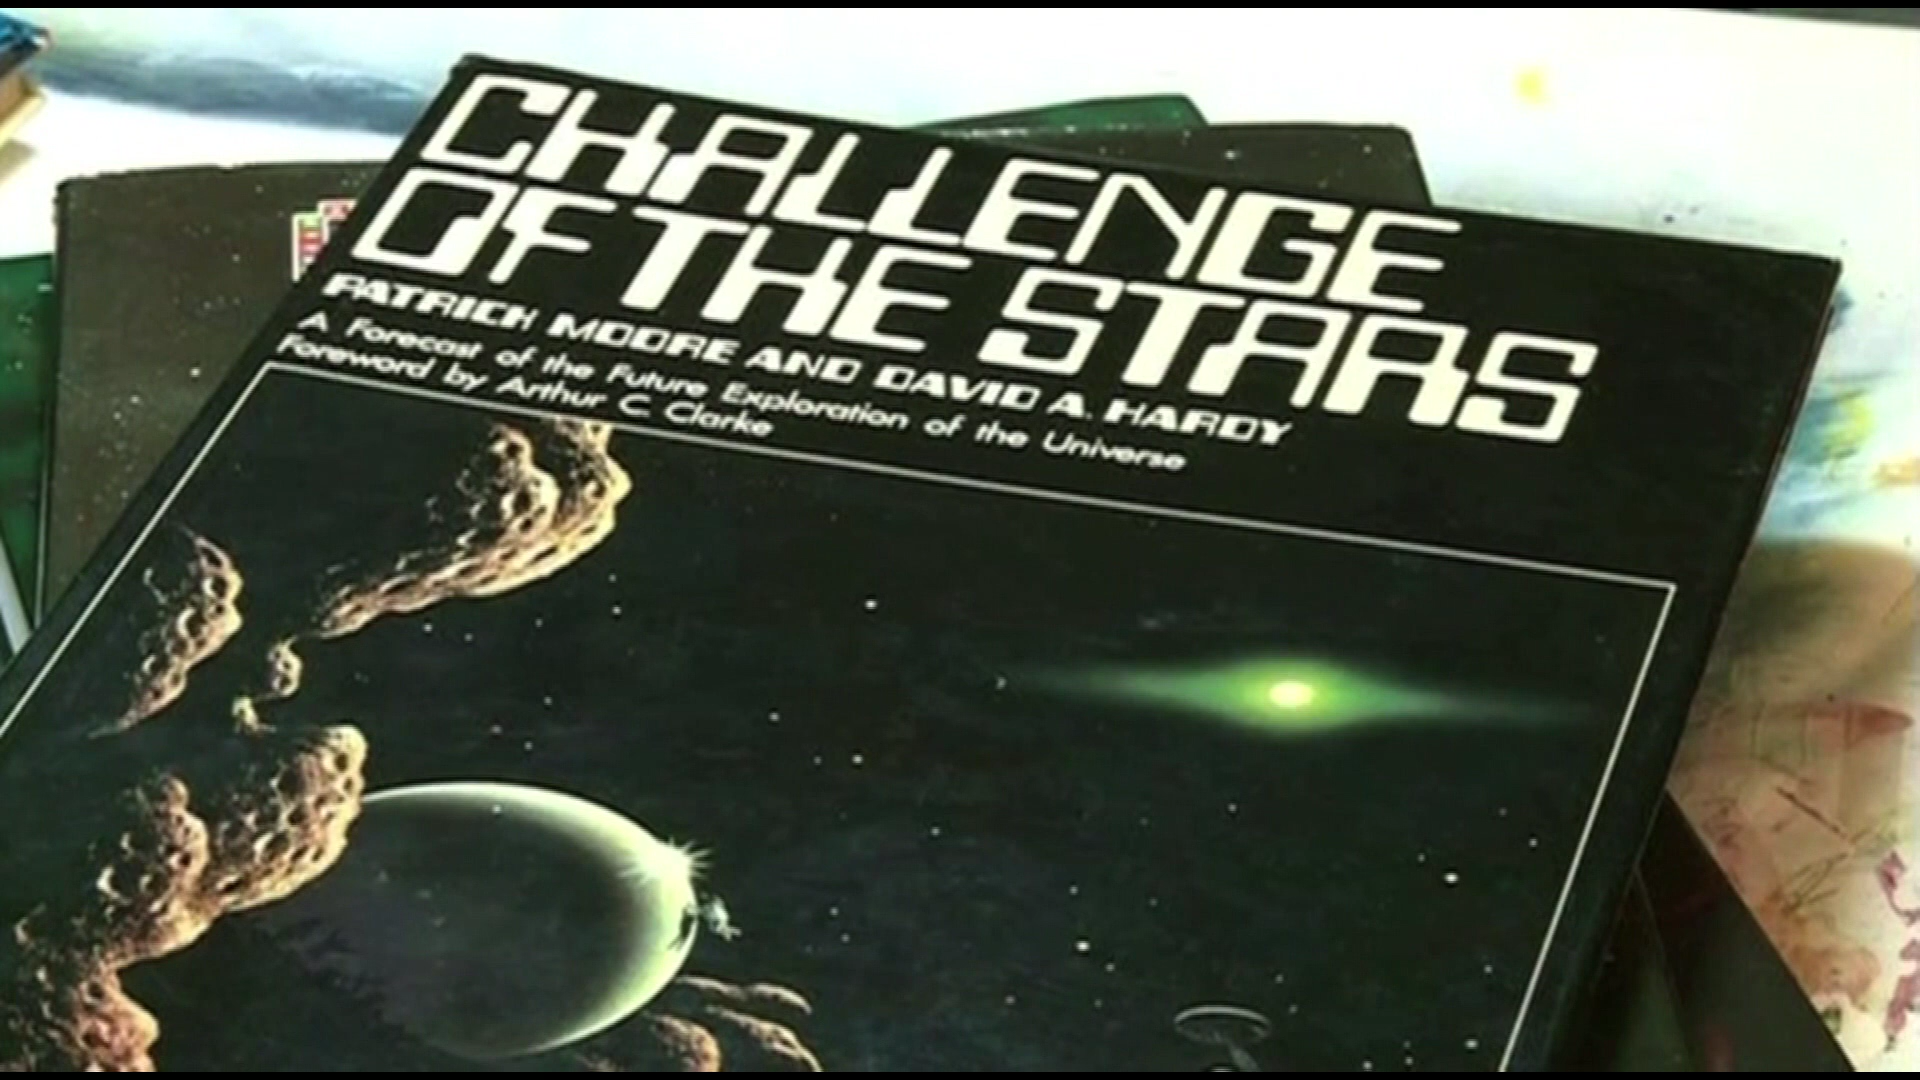 CHALLENGE
OF THE STARS
PATRICK MOORE AND DAVID A. HARDY
A Forecast of the Future Exploration of the Universe
Foreword by Arthur C Clarke